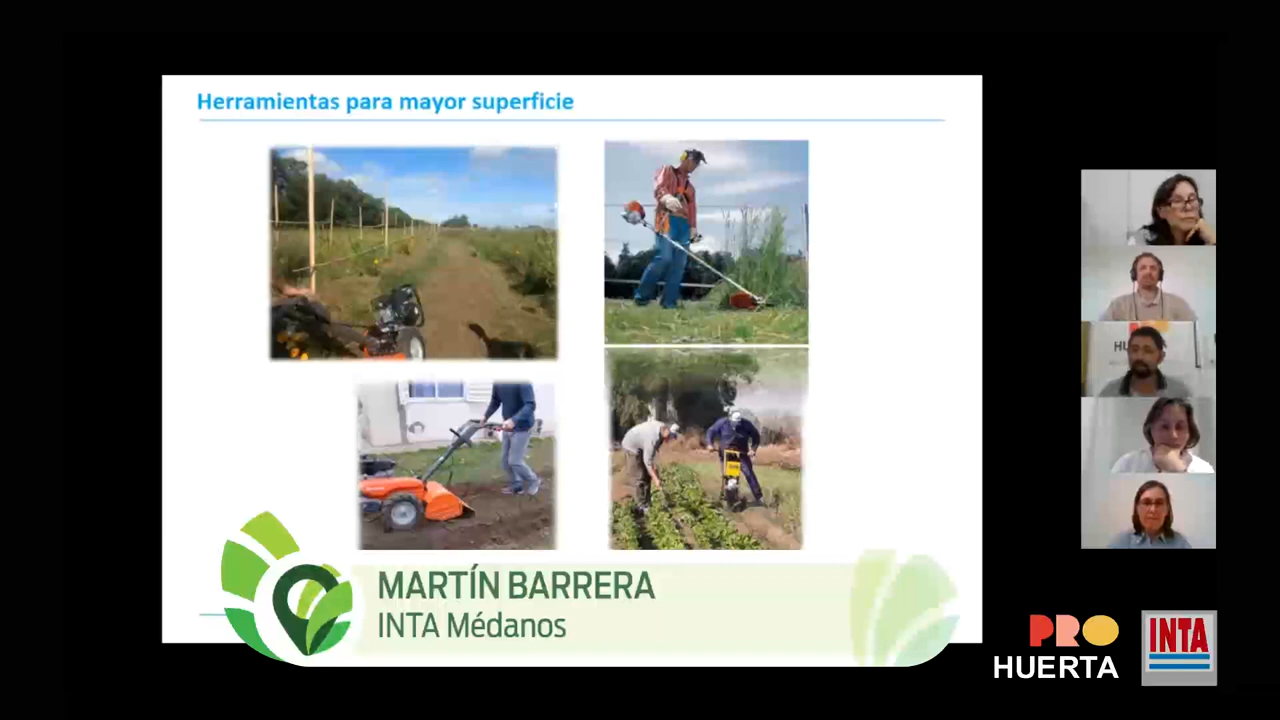 Herramientas para mayor superficie
MARTÍN BARRERA
INTA Médanos
PRO
HUERTA
INTA